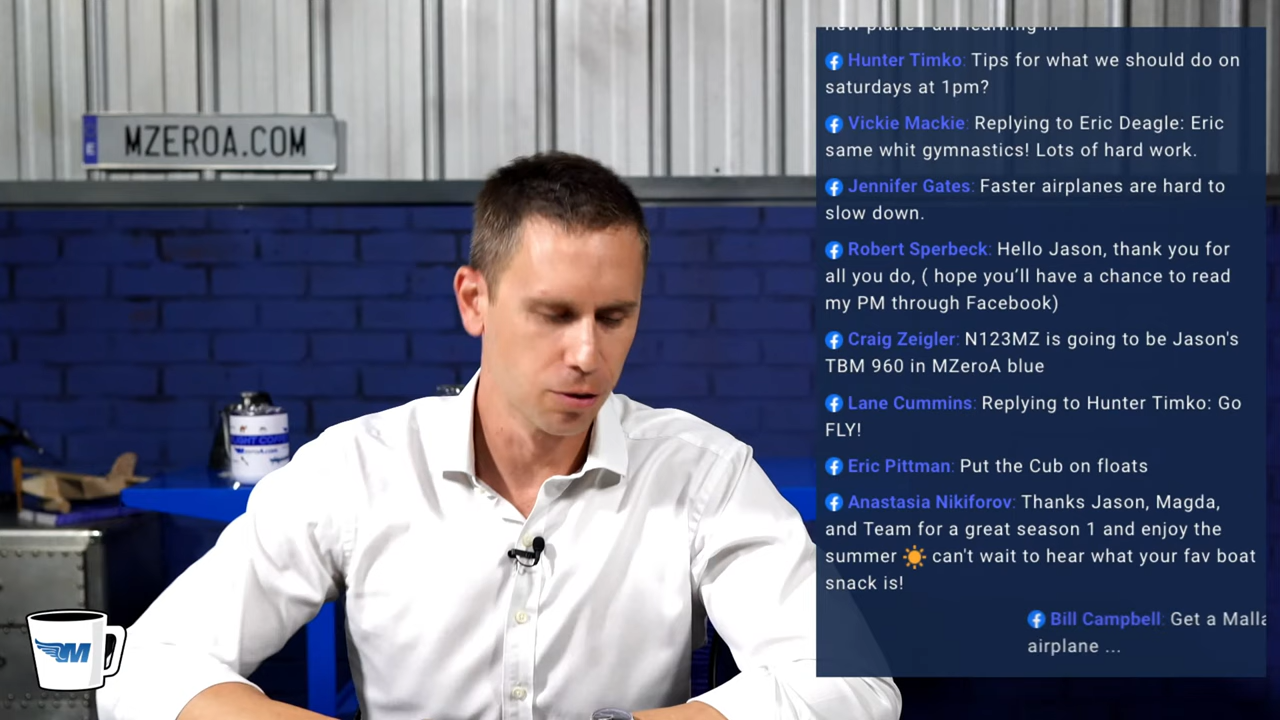 MZEROA.COM
Hunter Timko: Tips for what we should do on
saturdays at 1pm?
Vickie Mackie: Replying to Eric Deagle: Eric
same whit gymnastics! Lots of hard work.
Jennifer Gates: Faster airplanes are hard to
slow down.
Robert Sperbeck: Hello Jason, thank you for
all you do, ( hope you’ll have a chance to read
my PM through Facebook)
Craig Zeigler: N123MZ is going to be Jason's
TBM 960 in MZeroA blue
Lane Cummins: Replying to Hunter Timko: Go
FLY!
Eric Pittman: Put the Cub on floats
Anastasia Nikiforov: Thanks Jason, Magda,
and Team for a great season 1 and enjoy the
summer ☀️ can't wait to hear what your fav boat
snack is!
Bill Campbell: Get a
airplane ...
M